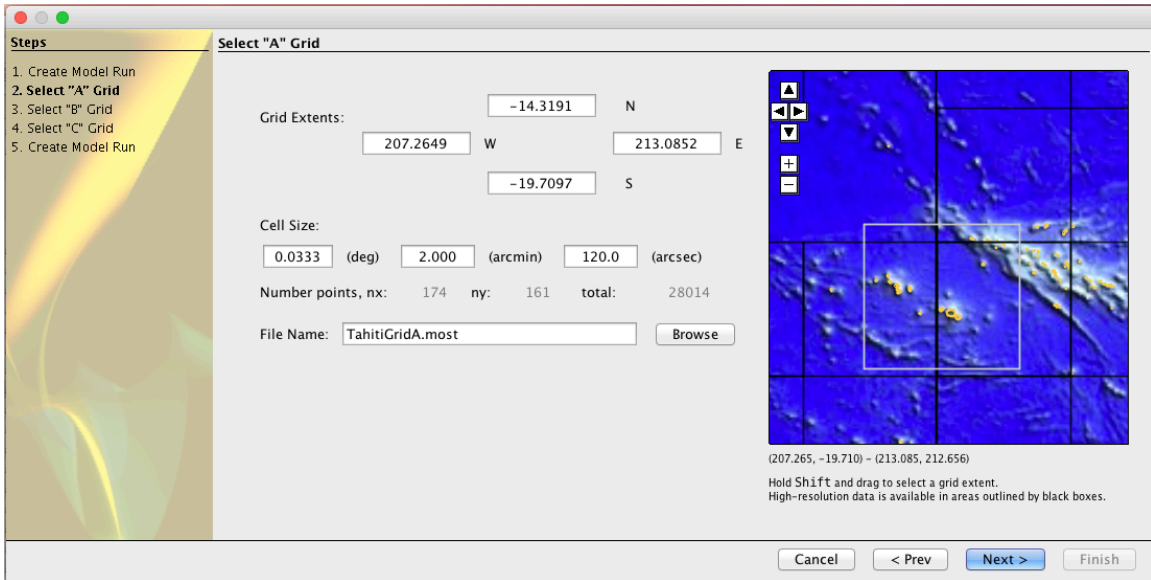 Steps
1. Create Model Run
2. Select "A" Grid
3. Select "B" Grid
4. Select "C" Grid
5. Create Model Run
Select "A" Grid
Grid Extents:
-14.3191 N
207.2649 W 213.0852 E
-19.7097 S
Cell Size:
0.0333 (deg) 2.000 (arcmin) 120.0 (arcsec)
Number points, nx: 174 ny: 161 total: 28014
File Name: TahitiGridA.most Browse
+
−
(207.265, -19.710) - (213.085, 212.656)
Hold Shift and drag to select a grid extent.
High-resolution data is available in areas outlined by black boxes.
Cancel < Prev Next > Finish